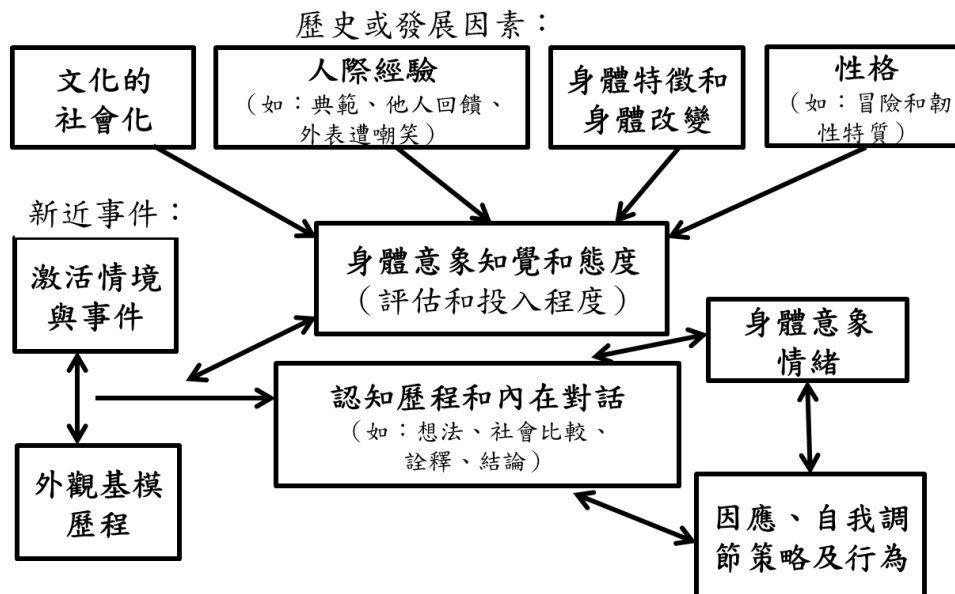 歷史或發展因素：
文化的
社會化
人際經驗
（如：典範、他人回饋、
外表遭嘲笑）
身體特徵和
身體改變
性格
（如：冒險和韌
性特質）
新近事件：
激活情境
與事件
身體意象知覺和態度
（評估和投入程度）
身體意象
情緒
認知歷程和內在對話
（如：想法、社會比較、
詮釋、結論）
外觀基模
歷程
因應、自我調
節策略及行為